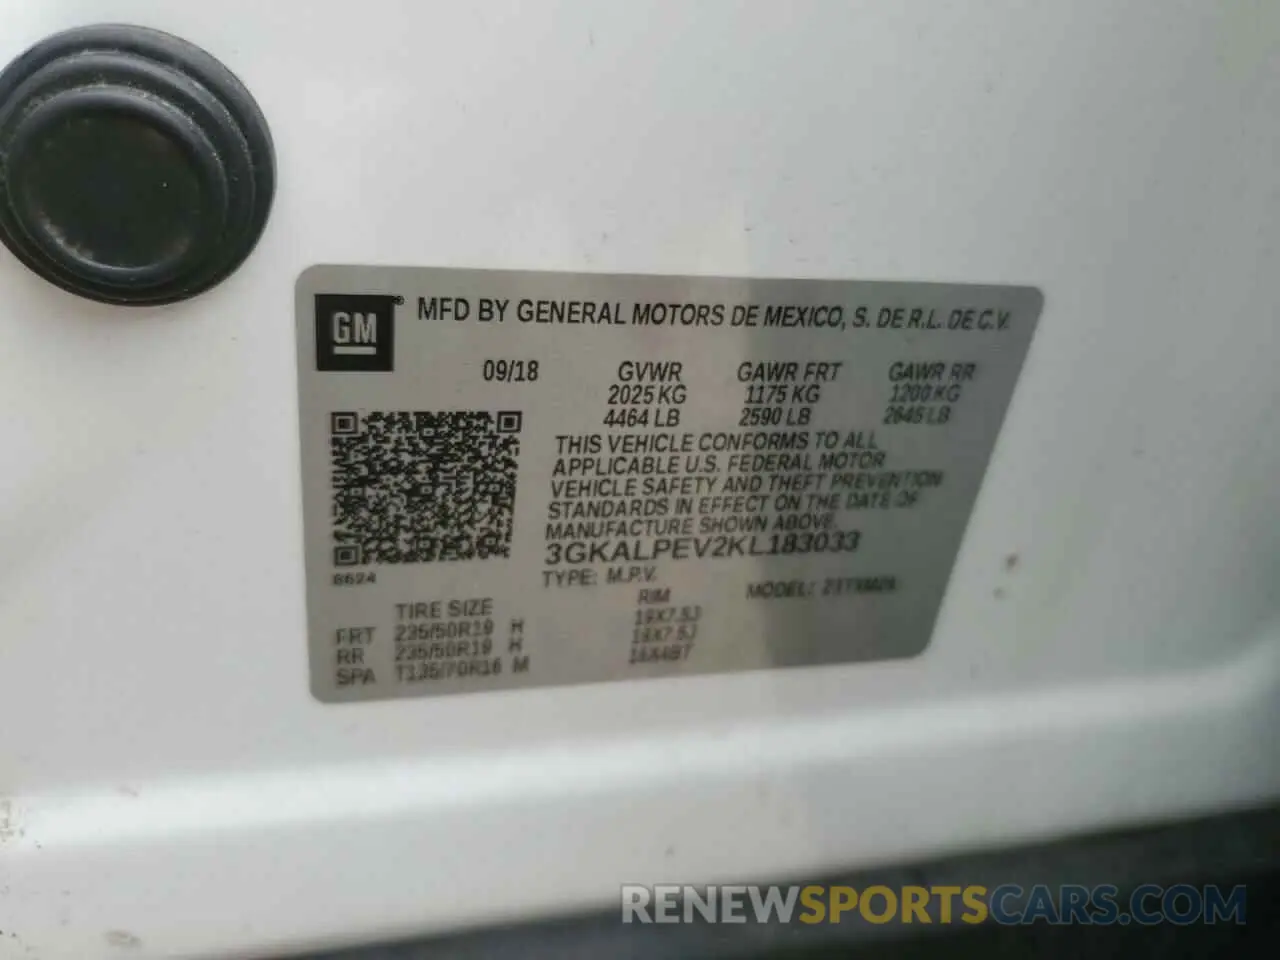 GM® MFD BY GENERAL MOTORS DE MEXICO, S. DE R.L. DE C.V.
09/18 GVWR GAWR FRT GAWR RR
2025 KG 1175 KG 1200 KG
4464 LB 2590 LB 2645 LB
THIS VEHICLE CONFORMS TO ALL
APPLICABLE U.S. FEDERAL MOTOR
VEHICLE SAFETY AND THEFT PREVENTION
STANDARDS IN EFFECT ON THE DATE OF
MANUFACTURE SHOWN ABOVE.
3GKALPEV2KL183033
8624
TYPE: M.P.V. MODEL:
TIRE SIZE RIM
FRT 235/50R19 H 19X7.5J
RR 235/50R19 H 19X7.5J
SPA T135/70R16 M 16X4BT
RENEWSPORTSCARS.COM